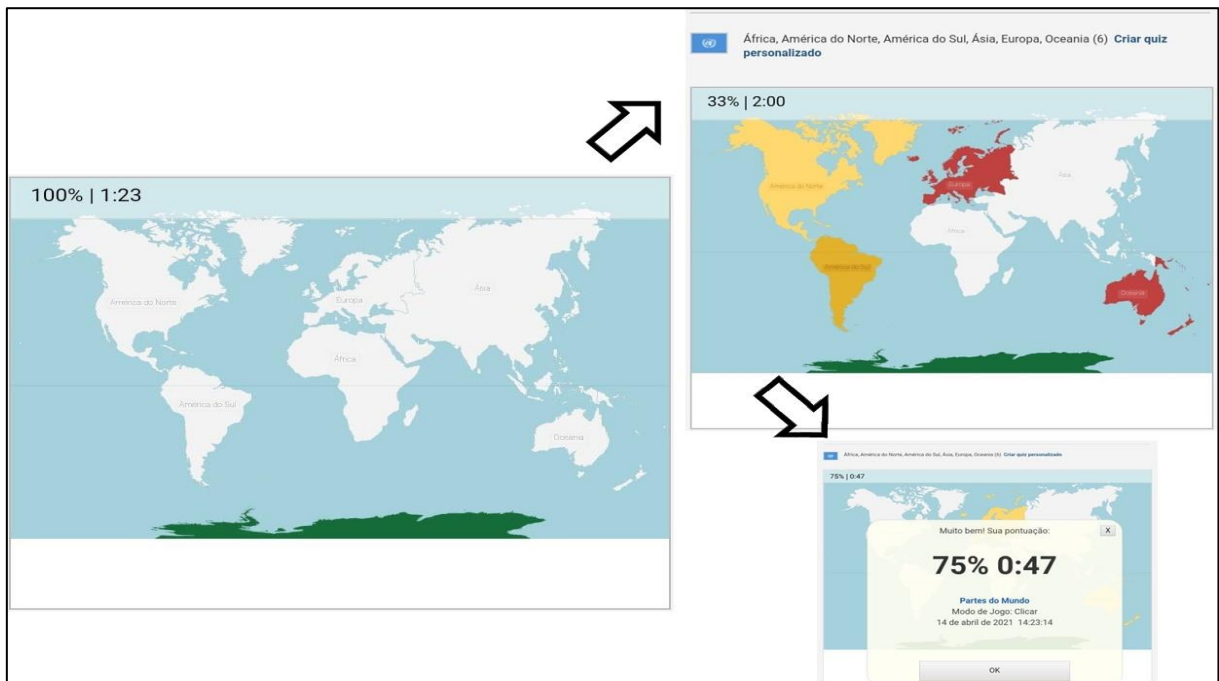 100% | 1:23
América do Norte
Europa
Ásia
África
América do Sul
Oceania
África, América do Norte, América do Sul, Ásia, Europa, Oceania (6) Criar quiz
personalizado
33% | 2:00
América do Norte
Europa
Ásia
África
América do Sul
Oceania
África, América do Norte, América do Sul, Ásia, Europa, Oceania (6) Criar quiz personalizado
75% | 0:47
Muito bem! Sua pontuação:
X
75% 0:47
Partes do Mundo
Modo de Jogo: Clicar
14 de abril de 2021 14:23:14
OK